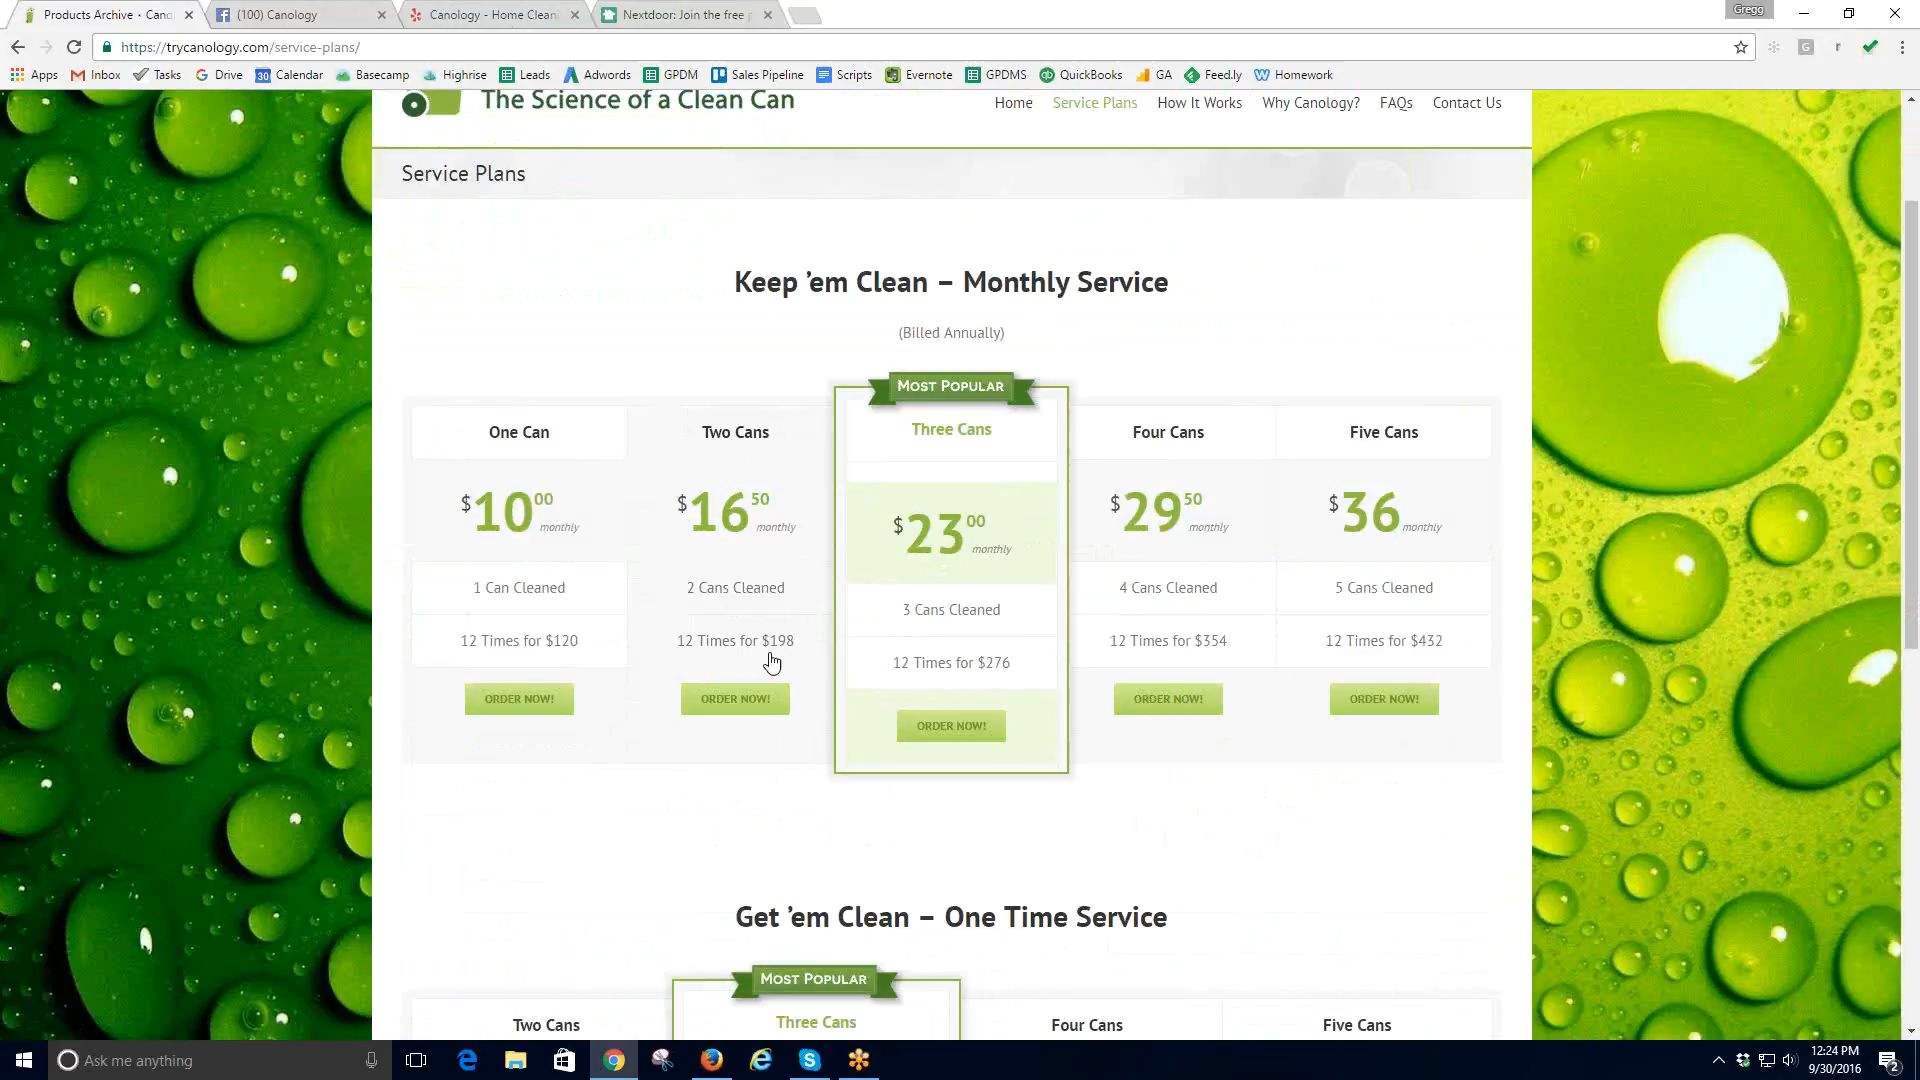 Products Archive - Cano
(100) Canology
Canology - Home Clean
Nextdoor: Join the free p
Gregg
https://trycanology.com/service-plans/
Apps Inbox Tasks Drive Calendar Basecamp Highrise Leads Adwords GPDM Sales Pipeline Scripts Evernote GPDMS QuickBooks GA Feed.ly Homework
The Science of a Clean Can
Home Service Plans How It Works Why Canology? FAQs Contact Us
Service Plans
Keep ’em Clean – Monthly Service
(Billed Annually)
Most Popular
One Can
$10 00 monthly
1 Can Cleaned
12 Times for $120
ORDER NOW!
Two Cans
$16 50 monthly
2 Cans Cleaned
12 Times for $198
ORDER NOW!
Three Cans
$23 00 monthly
3 Cans Cleaned
12 Times for $276
ORDER NOW!
Four Cans
$29 50 monthly
4 Cans Cleaned
12 Times for $354
ORDER NOW!
Five Cans
$36 monthly
5 Cans Cleaned
12 Times for $432
ORDER NOW!
Get ’em Clean – One Time Service
Most Popular
Two Cans
Three Cans
Four Cans
Five Cans
Ask me anything
12:24 PM
9/30/2016
2